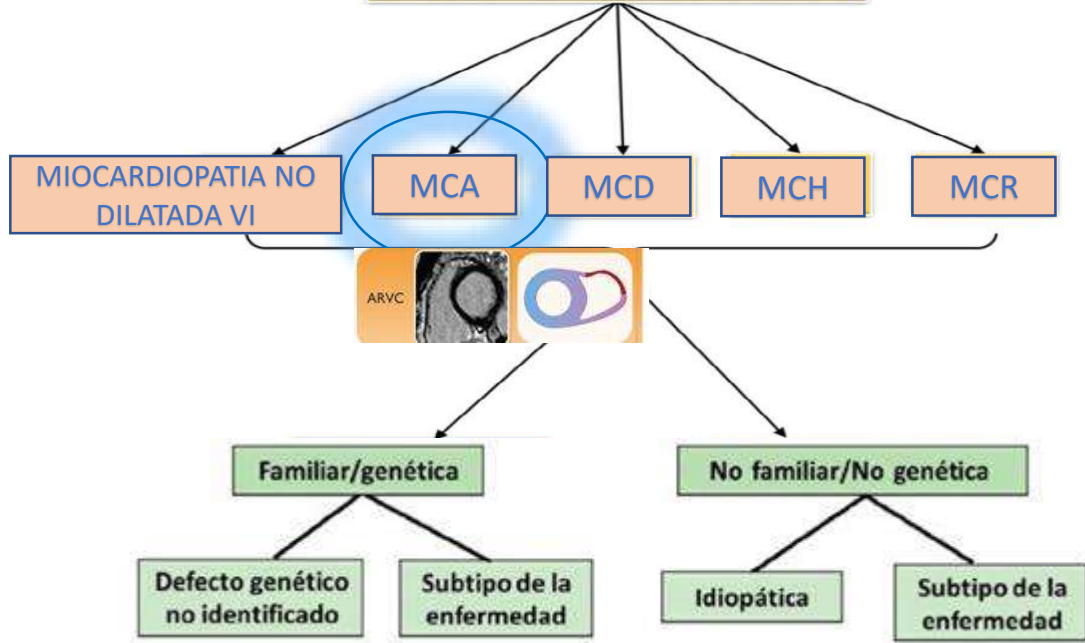 MIOCARDIOPATIA NO
DILATADA VI
MCA
MCD
MCH
MCR
ARVC
Familiar/genética
No familiar/No genética
Defecto genético
no identificado
Subtipo de la
enfermedad
Idiopática
Subtipo de la
enfermedad